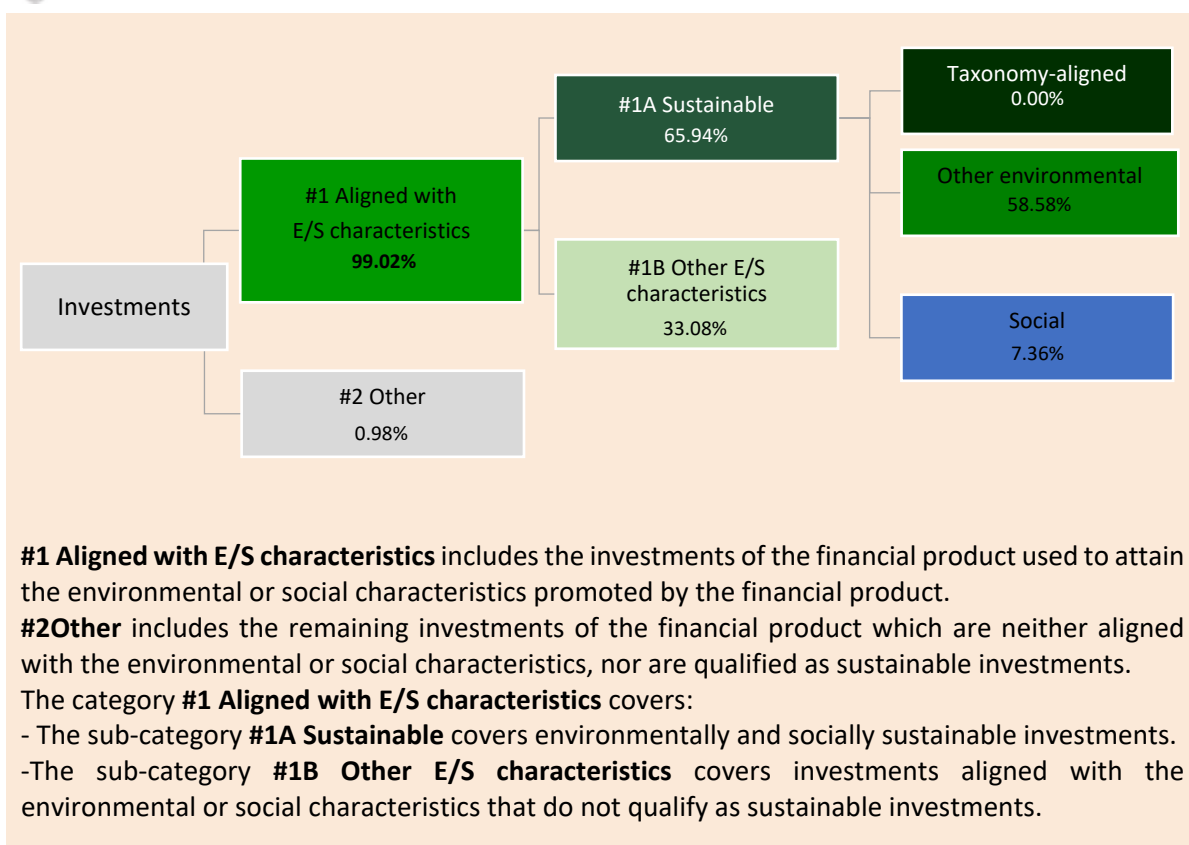 Investments
#1 Aligned with
E/S characteristics
99.02%
#2 Other
0.98%
#1A Sustainable
65.94%
#1B Other E/S
characteristics
33.08%
Taxonomy-aligned
0.00%
Other environmental
58.58%
Social
7.36%
#1 Aligned with E/S characteristics includes the investments of the financial product used to attain
the environmental or social characteristics promoted by the financial product.
#2Other includes the remaining investments of the financial product which are neither aligned
with the environmental or social characteristics, nor are qualified as sustainable investments.
The category #1 Aligned with E/S characteristics covers:
- The sub-category #1A Sustainable covers environmentally and socially sustainable investments.
-The sub-category #1B Other E/S characteristics covers investments aligned with the
environmental or social characteristics that do not qualify as sustainable investments.